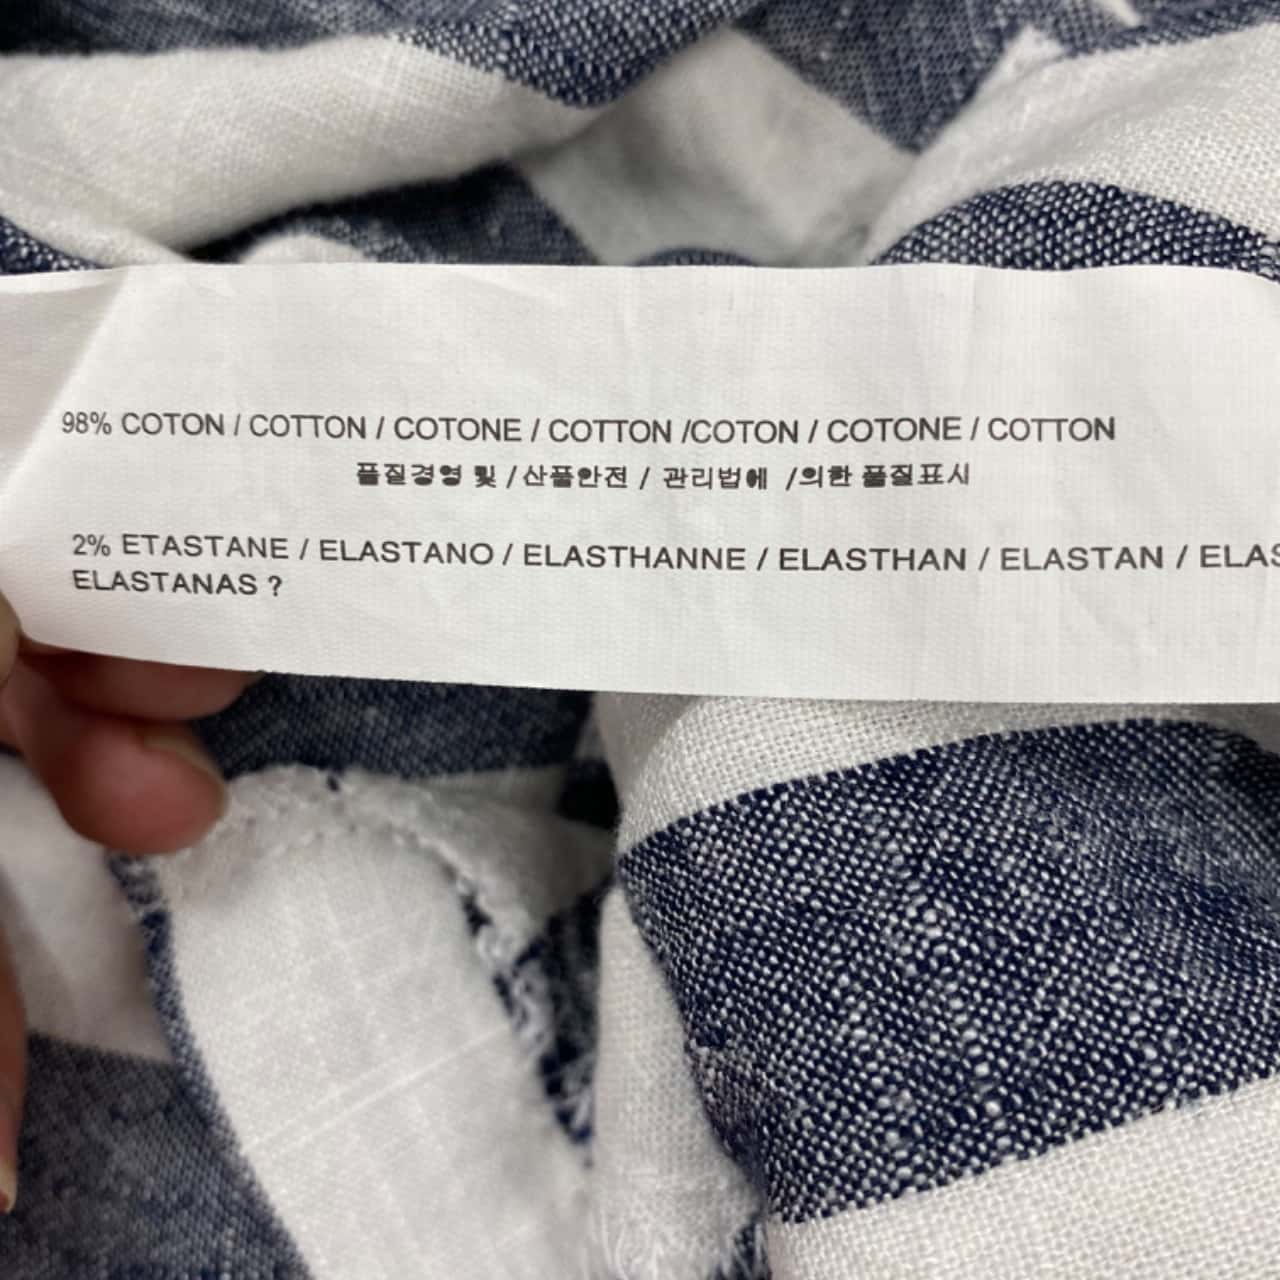 98% COTON / COTTON / COTONE / COTTON /COTON / COTONE / COTTON
품질경영 및 /산품안전 / 관리법에 /의한 품질표시
2% ETASTANE / ELASTANO / ELASTHANNE / ELASTHAN / ELASTAN / ELAS
ELASTANAS ?